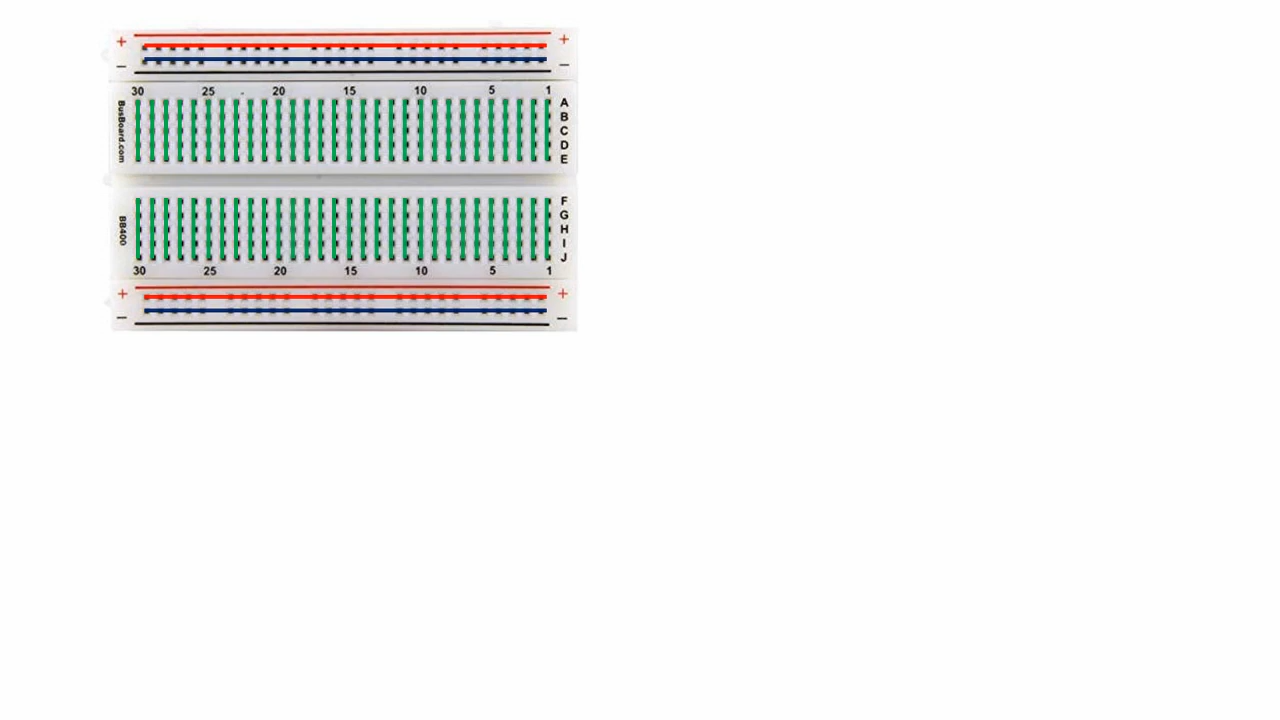 + +
– –
30 25 20 15 10 5 1
BusBoard.com
A
B
C
D
E
BB400
F
G
H
I
J
30 25 20 15 10 5 1
+ +
– –